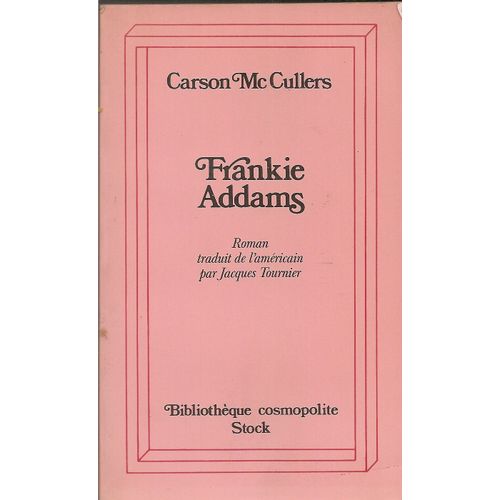 Carson McCullers
Frankie
Addams
Roman
traduit de l'américain
par Jacques Tournier
Bibliothèque cosmopolite
Stock